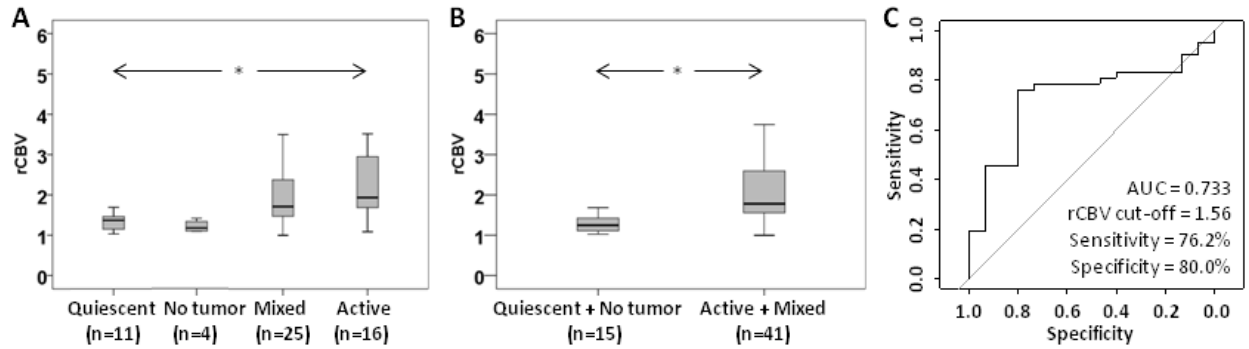 A
6
5
4
3
2
1
0
rCBV
*
Quiescent No tumor Mixed Active
(n=11) (n=4) (n=25) (n=16)
B
6
5
4
3
2
1
0
rCBV
*
Quiescent + No tumor Active + Mixed
(n=15) (n=41)
C
1.0
0.8
0.6
0.4
0.2
0.0
Sensitivity
AUC = 0.733
rCBV cut-off = 1.56
Sensitivity = 76.2%
Specificity = 80.0%
1.0 0.8 0.6 0.4 0.2 0.0
Specificity